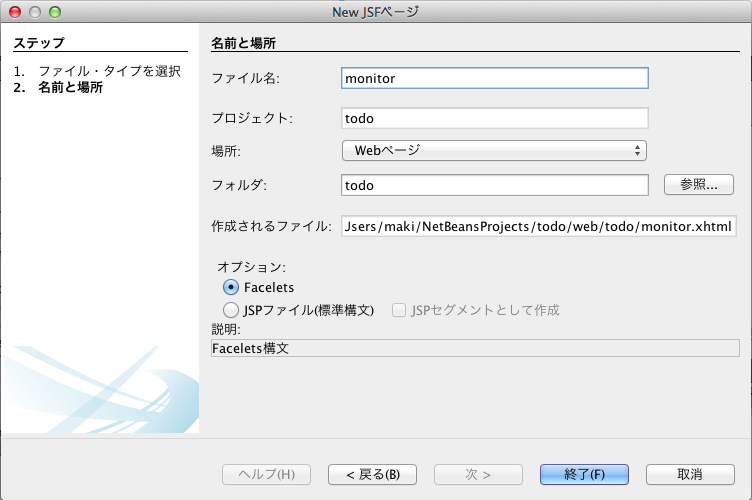 New JSFページ
ステップ
1. ファイル・タイプを選択
2. 名前と場所
名前と場所
ファイル名: monitor
プロジェクト: todo
場所: Webページ
フォルダ: todo 参照...
作成されるファイル: Jsers/maki/NetBeansProjects/todo/web/todo/monitor.xhtml
オプション:
Facelets
JSPファイル(標準構文) JSPセグメントとして作成
説明:
Facelets構文
ヘルプ(H) < 戻る(B) 次 > 終了(F) 取消